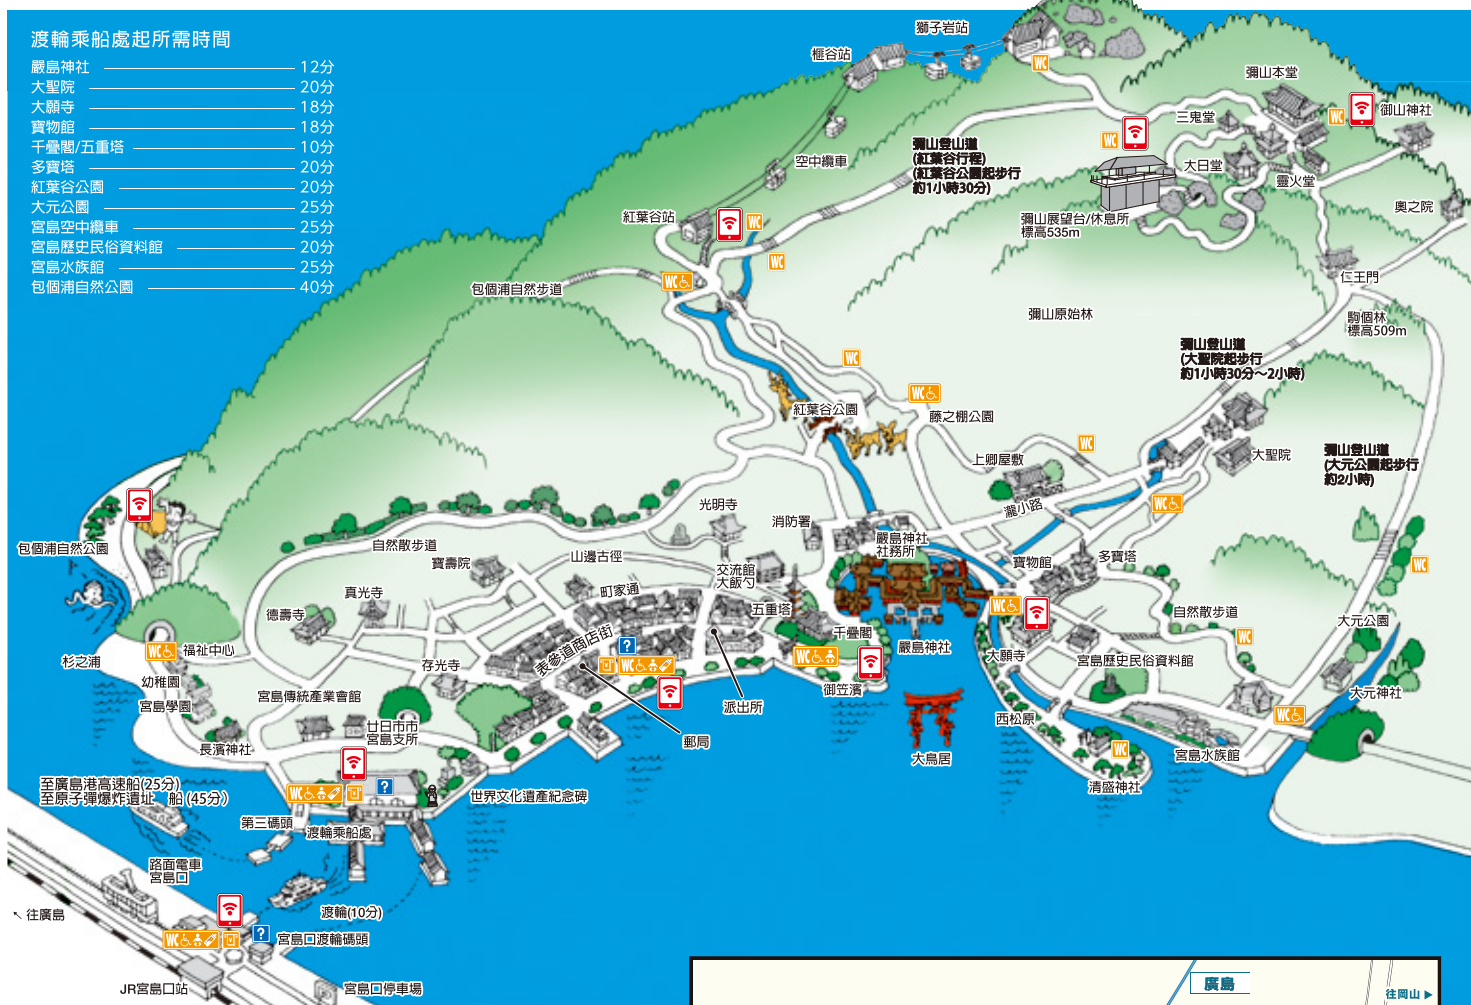 渡輪乘船處起所需時間
嚴島神社 12分
大聖院 20分
大願寺 18分
寶物館 18分
千疊閣/五重塔 10分
多寶塔 20分
紅葉谷公園 20分
大元公園 25分
宮島空中纜車 25分
宮島歷史民俗資料館 20分
宮島水族館 25分
包個浦自然公園 40分
獅子岩站
榧谷站
WC
彌山本堂
三鬼堂
WC
御山神社
WC
空中纜車
彌山登山道
(紅葉谷行程)
(紅葉谷公園起步行
約1小時30分)
大日堂
靈火堂
彌山展望台/休息所
標高535m
奧之院
紅葉谷站
WC
WC
WC
包個浦自然步道
仁王門
彌山原始林
駒個林
標高509m
彌山登山道
(大聖院起步行
約1小時30分～2小時)
WC
WC
紅葉谷公園
藤之棚公園
WC
上卿屋敷
大聖院
彌山登山道
(大元公園起步行
約2小時)
瀧小路
WC
光明寺
消防署
嚴島神社
社務所
包個浦自然公園
自然散步道
寶壽院
山邊古徑
交流館
大飯勺
寶物館
多寶塔
WC
真光寺
町家通
五重塔
WC
自然散步道
德壽寺
千疊閣
嚴島神社
大願寺
WC
大元公園
杉之浦
WC
福祉中心
存光寺
表參道商店街
?
WC
WC
宮島歷史民俗資料館
幼稚園
宮島學園
宮島傳統產業會館
御笠濱
大元神社
派出所
西松原
WC
長濱神社
廿日市市
宮島支所
郵局
大鳥居
WC
宮島水族館
清盛神社
至廣島港高速船(25分)
至原子彈爆炸遺址 船(45分)
WC
?
世界文化遺產紀念碑
第三碼頭
渡輪乘船處
路面電車
宮島口
往廣島
渡輪(10分)
WC
?
宮島口渡輪碼頭
JR宮島口站
宮島口停車場
廣島
往岡山